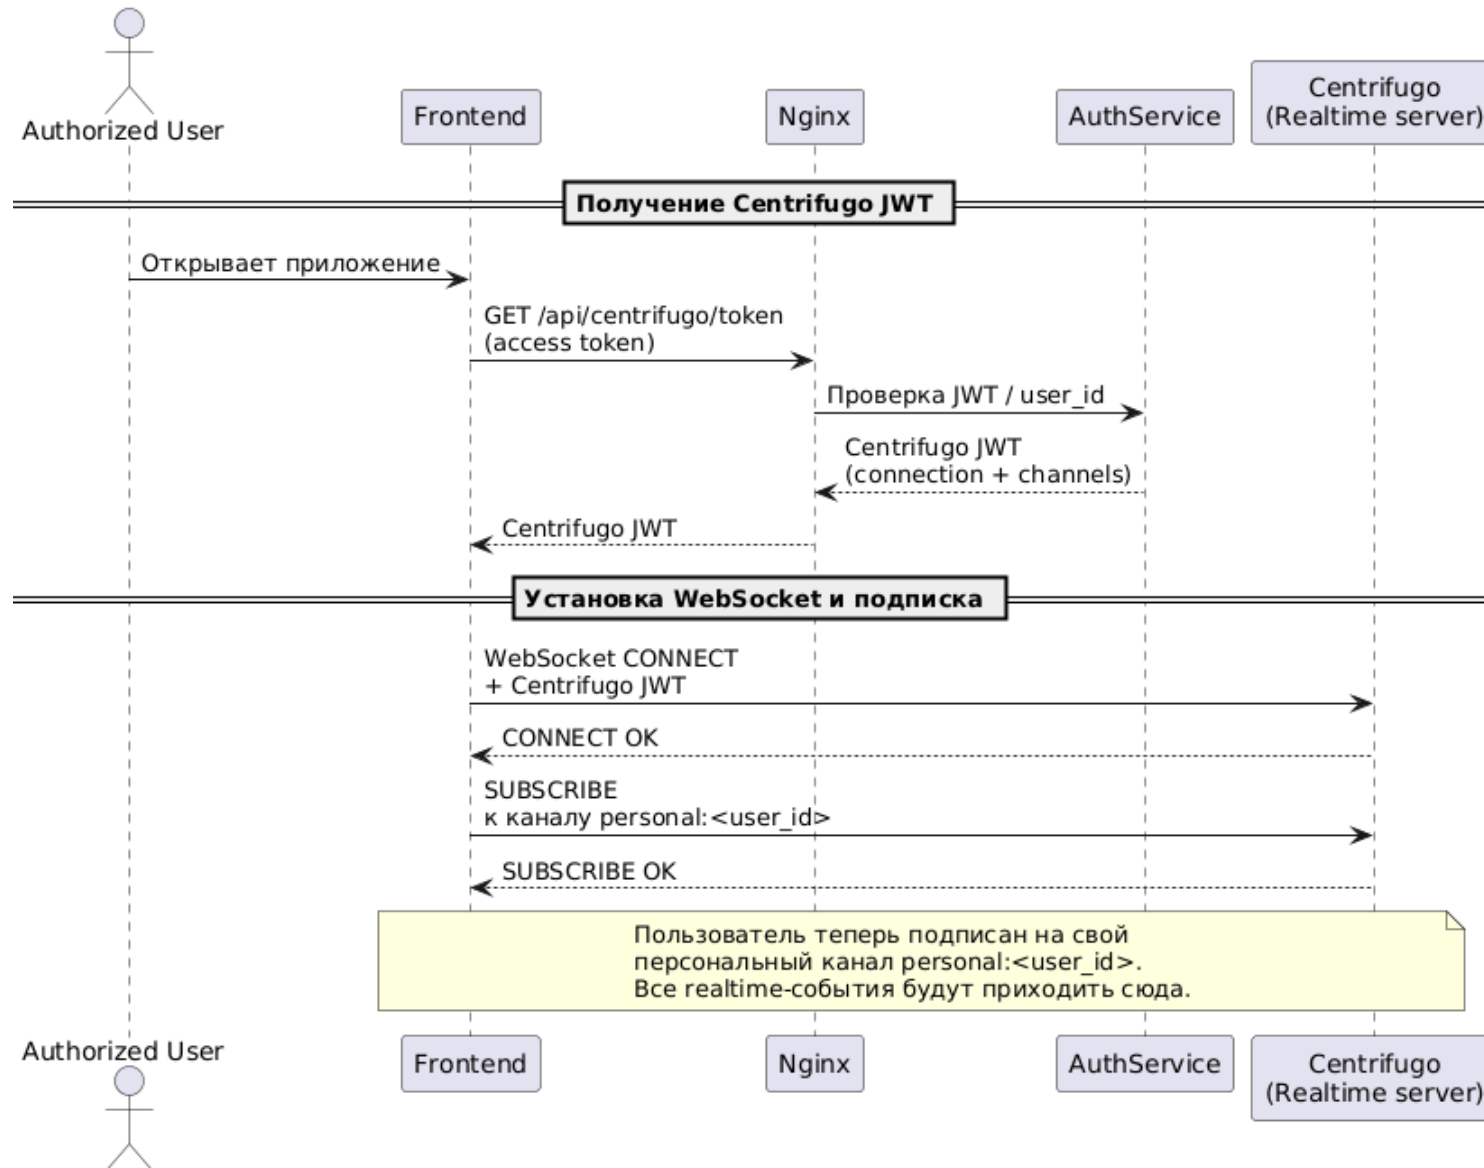 Authorized User
Frontend
Nginx
AuthService
Centrifugo
(Realtime server)
Получение Centrifugo JWT
Открывает приложение
GET /api/centrifugo/token
(access token)
Проверка JWT / user_id
Centrifugo JWT
(connection + channels)
Centrifugo JWT
Установка WebSocket и подписка
WebSocket CONNECT
+ Centrifugo JWT
CONNECT OK
SUBSCRIBE
к каналу personal:<user_id>
SUBSCRIBE OK
Пользователь теперь подписан на свой
персональный канал personal:<user_id>.
Все realtime-события будут приходить сюда.
Authorized User
Frontend
Nginx
AuthService
Centrifugo
(Realtime server)